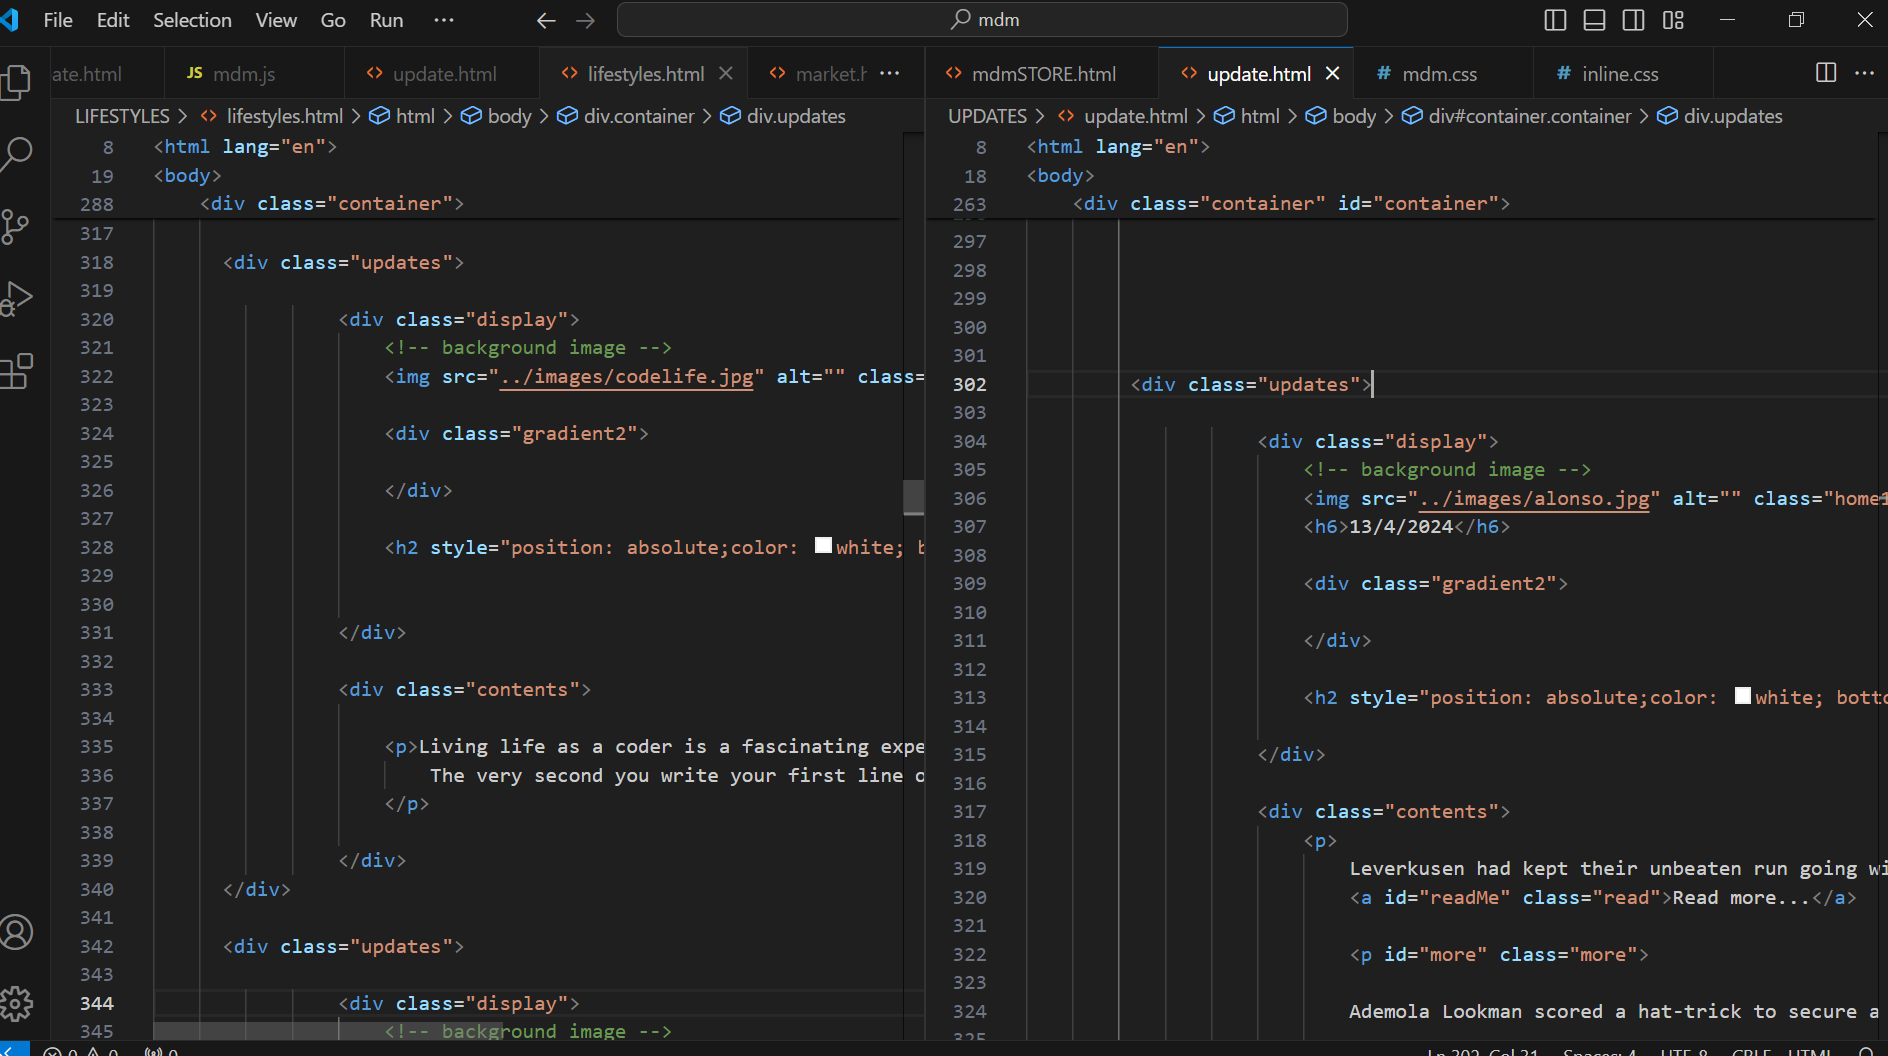 File Edit Selection View Go Run ··· mdm
ate.html JS mdm.js <> update.html <> lifestyles.html <> market.h ···
LIFESTYLES > <> lifestyles.html > html > body > div.container > div.updates
8 <html lang="en">
19 <body>
288 <div class="container">
317
318 <div class="updates">
319
320 <div class="display">
321 <!-- background image -->
322 <img src="../images/codelife.jpg" alt="" class=
323
324 <div class="gradient2">
325
326 </div>
327
328 <h2 style="position: absolute;color: white; b
329
330
331 </div>
332
333 <div class="contents">
334
335 <p>Living life as a coder is a fascinating expe
336 The very second you write your first line o
337 </p>
338
339 </div>
340 </div>
341
342 <div class="updates">
343
344 <div class="display">
345 <!-- background image -->
0 0 0
<> mdmSTORE.html <> update.html # mdm.css # inline.css ···
UPDATES > <> update.html > html > body > div#container.container > div.updates
8 <html lang="en">
18 <body>
263 <div class="container" id="container">
297
298
299
300
301
302 <div class="updates">
303
304 <div class="display">
305 <!-- background image -->
306 <img src="../images/alonso.jpg" alt="" class="home1
307 <h6>13/4/2024</h6>
308
309 <div class="gradient2">
310
311 </div>
312
313 <h2 style="position: absolute;color: white; botto
314
315 </div>
316
317 <div class="contents">
318 <p>
319 Leverkusen had kept their unbeaten run going wi
320 <a id="readMe" class="read">Read more...</a>
321
322 <p id="more" class="more">
323
324 Ademola Lookman scored a hat-trick to secure a
325
Ln 302, Col 31 Spaces: 4 UTF-8 CRLF HTML